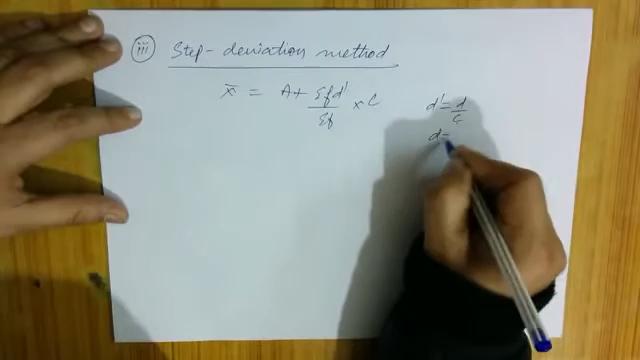 (iii) Step-deviation method
x̄ = A + Σfd'/Σf × C
d' = d/c
d=